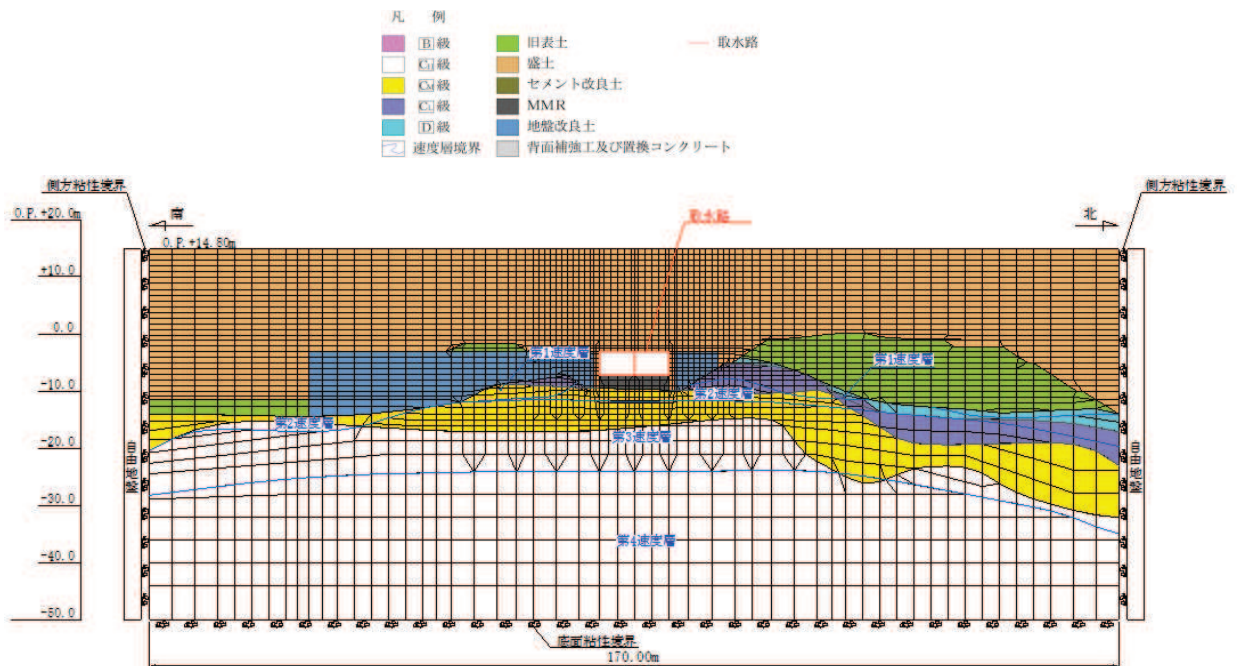 凡 例
B級 旧表土 取水路
CH級 盛土
CM級 セメント改良土
CL級 MMR
D級 地盤改良土
速度層境界 背面補強工及び置換コンクリート
側方粘性境界 側方粘性境界
O.P.+20.0m 南 取水路 北
O.P.+14.80m
+10.0
0.0
第1速度層 第1速度層
-10.0
第2速度層
第2速度層
第3速度層
-20.0
自由地盤
自由地盤
-30.0
第4速度層
-40.0
-50.0
底面粘性境界
170.00m